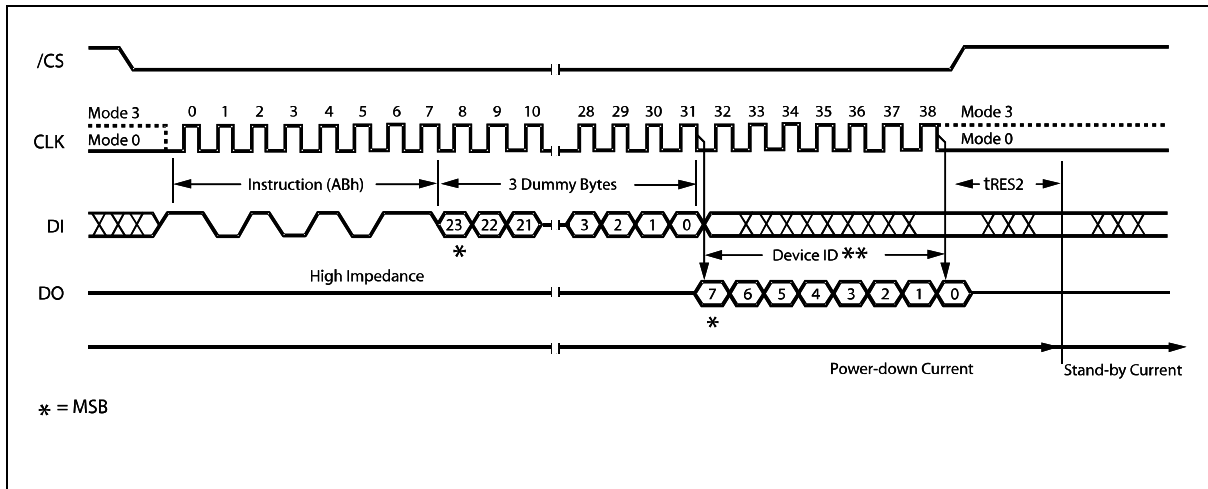 /CS
Mode 3 0 1 2 3 4 5 6 7 8 9 10 28 29 30 31 32 33 34 35 36 37 38 Mode 3
CLK Mode 0 Mode 0
Instruction (ABh) 3 Dummy Bytes tRES2
DI 23 22 21 3 2 1 0
* Device ID **
High Impedance
DO 7 6 5 4 3 2 1 0
*
Power-down Current Stand-by Current
* = MSB